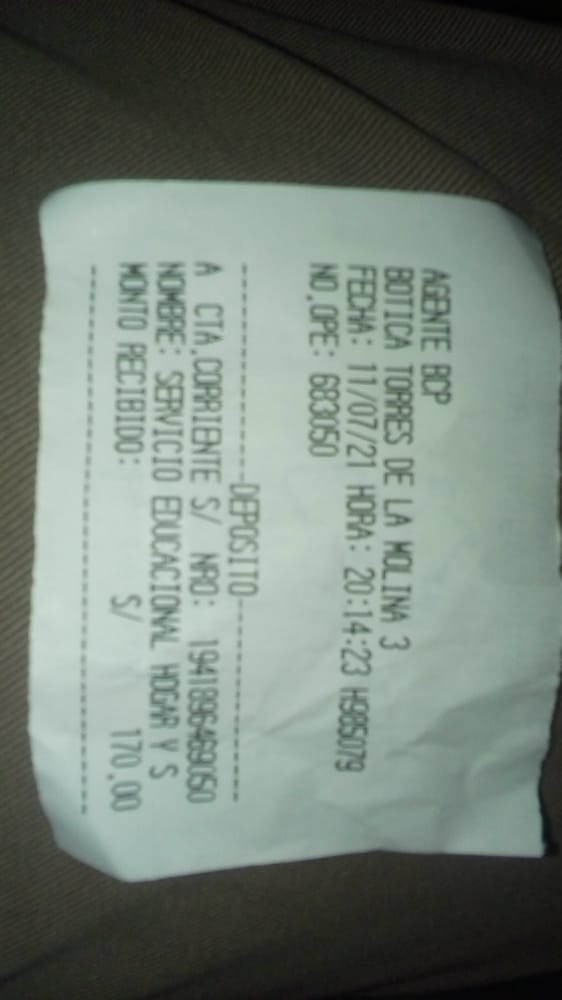 AGENTE BCP
BOTICA TORRES DE LA MOLINA 3
FECHA: 11/07/21 HORA: 20:14:23 H985079
NO.OPE: 683050
--------------DEPOSITO--------------
A CTA.CORRIENTE S/ NRO: 1941896469050
NOMBRE: SERVICIO EDUCACIONAL HOGAR Y S
MONTO RECIBIDO: S/ 170.00